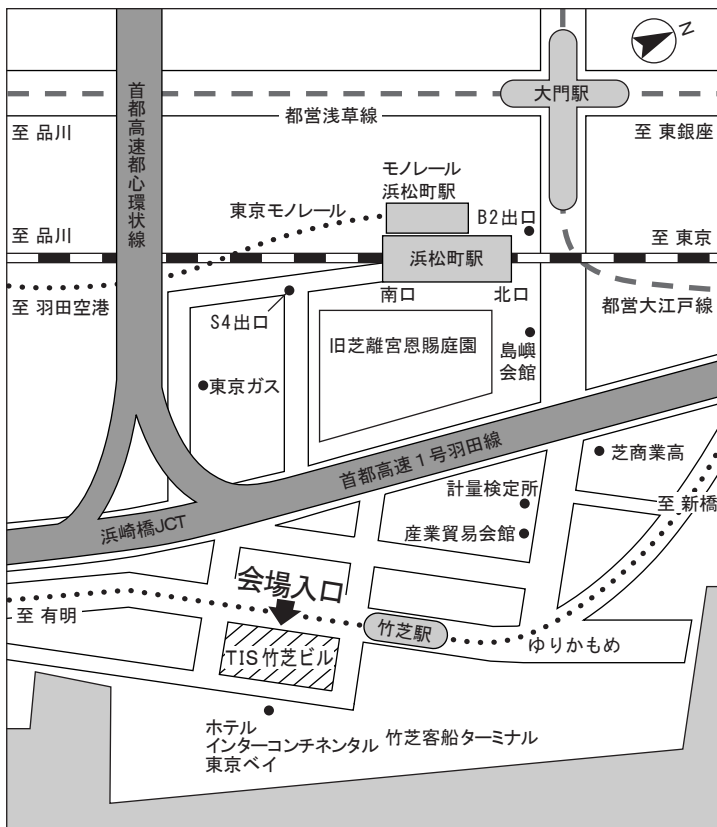 N
大門駅
首都高速都心環状線
都営浅草線
至 品川
至 東銀座
モノレール
浜松町駅
東京モノレール
B2出口
至 品川
至 東京
浜松町駅
南口
北口
至 羽田空港
都営大江戸線
S4出口
旧芝離宮恩賜庭園
島嶼
会館
東京ガス
首都高速1号羽田線
芝商業高
計量検定所
至 新橋
浜崎橋JCT
産業貿易会館
会場入口
至 有明
竹芝駅
ゆりかもめ
TIS竹芝ビル
ホテル
インターコンチネンタル
東京ベイ
竹芝客船ターミナル